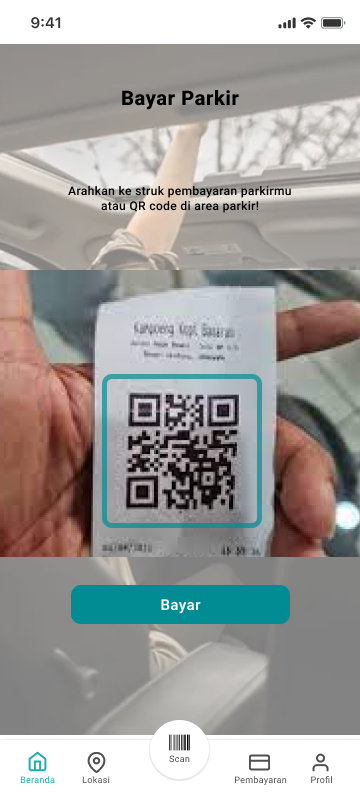 9:41
Bayar Parkir
Arahkan ke struk pembayaran parkirmu
atau QR code di area parkir!
Kampoeng Kopi Banaran
Bayar
Scan
Beranda
Lokasi
Pembayaran
Profil